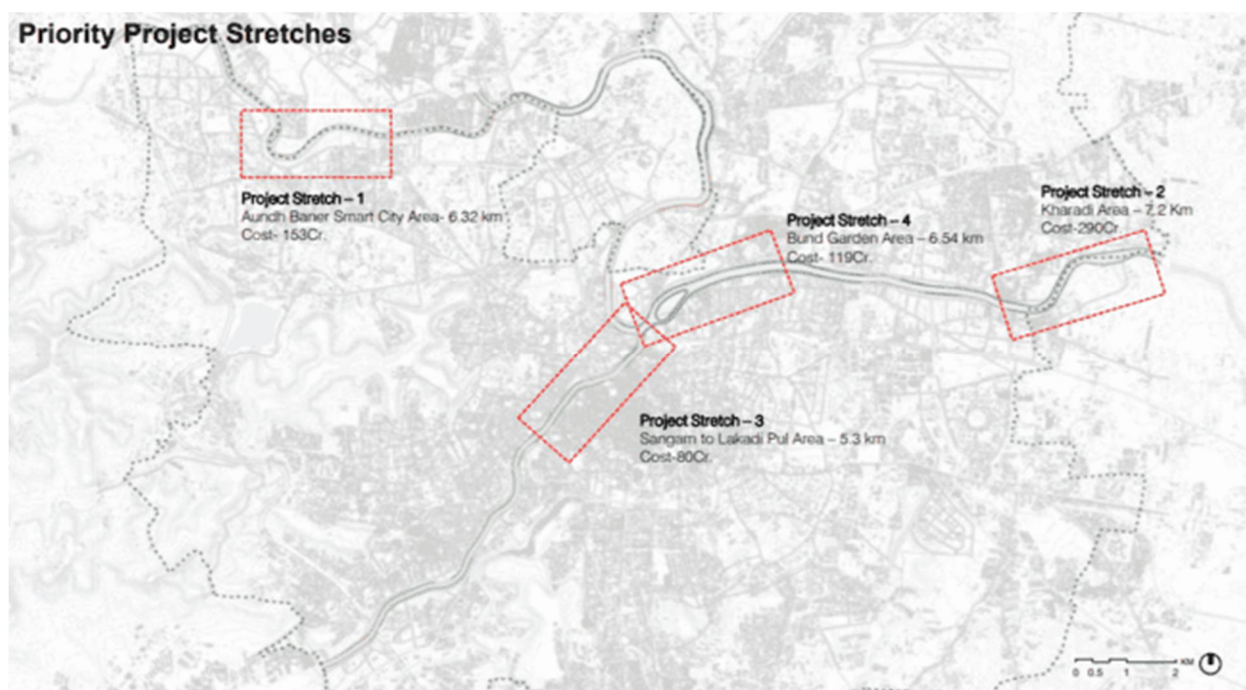 Priority Project Stretches
Project Stretch – 1
Aundh Baner Smart City Area- 6.32 km
Cost- 153Cr.
Project Stretch – 2
Kharadi Area – 7.2 Km
Cost-290Cr.
Project Stretch – 4
Bund Garden Area – 6.54 km
Cost- 119Cr.
Project Stretch – 3
Sangam to Lakadi Pul Area – 5.3 km
Cost-80Cr.
KM
0 0.5 1 2